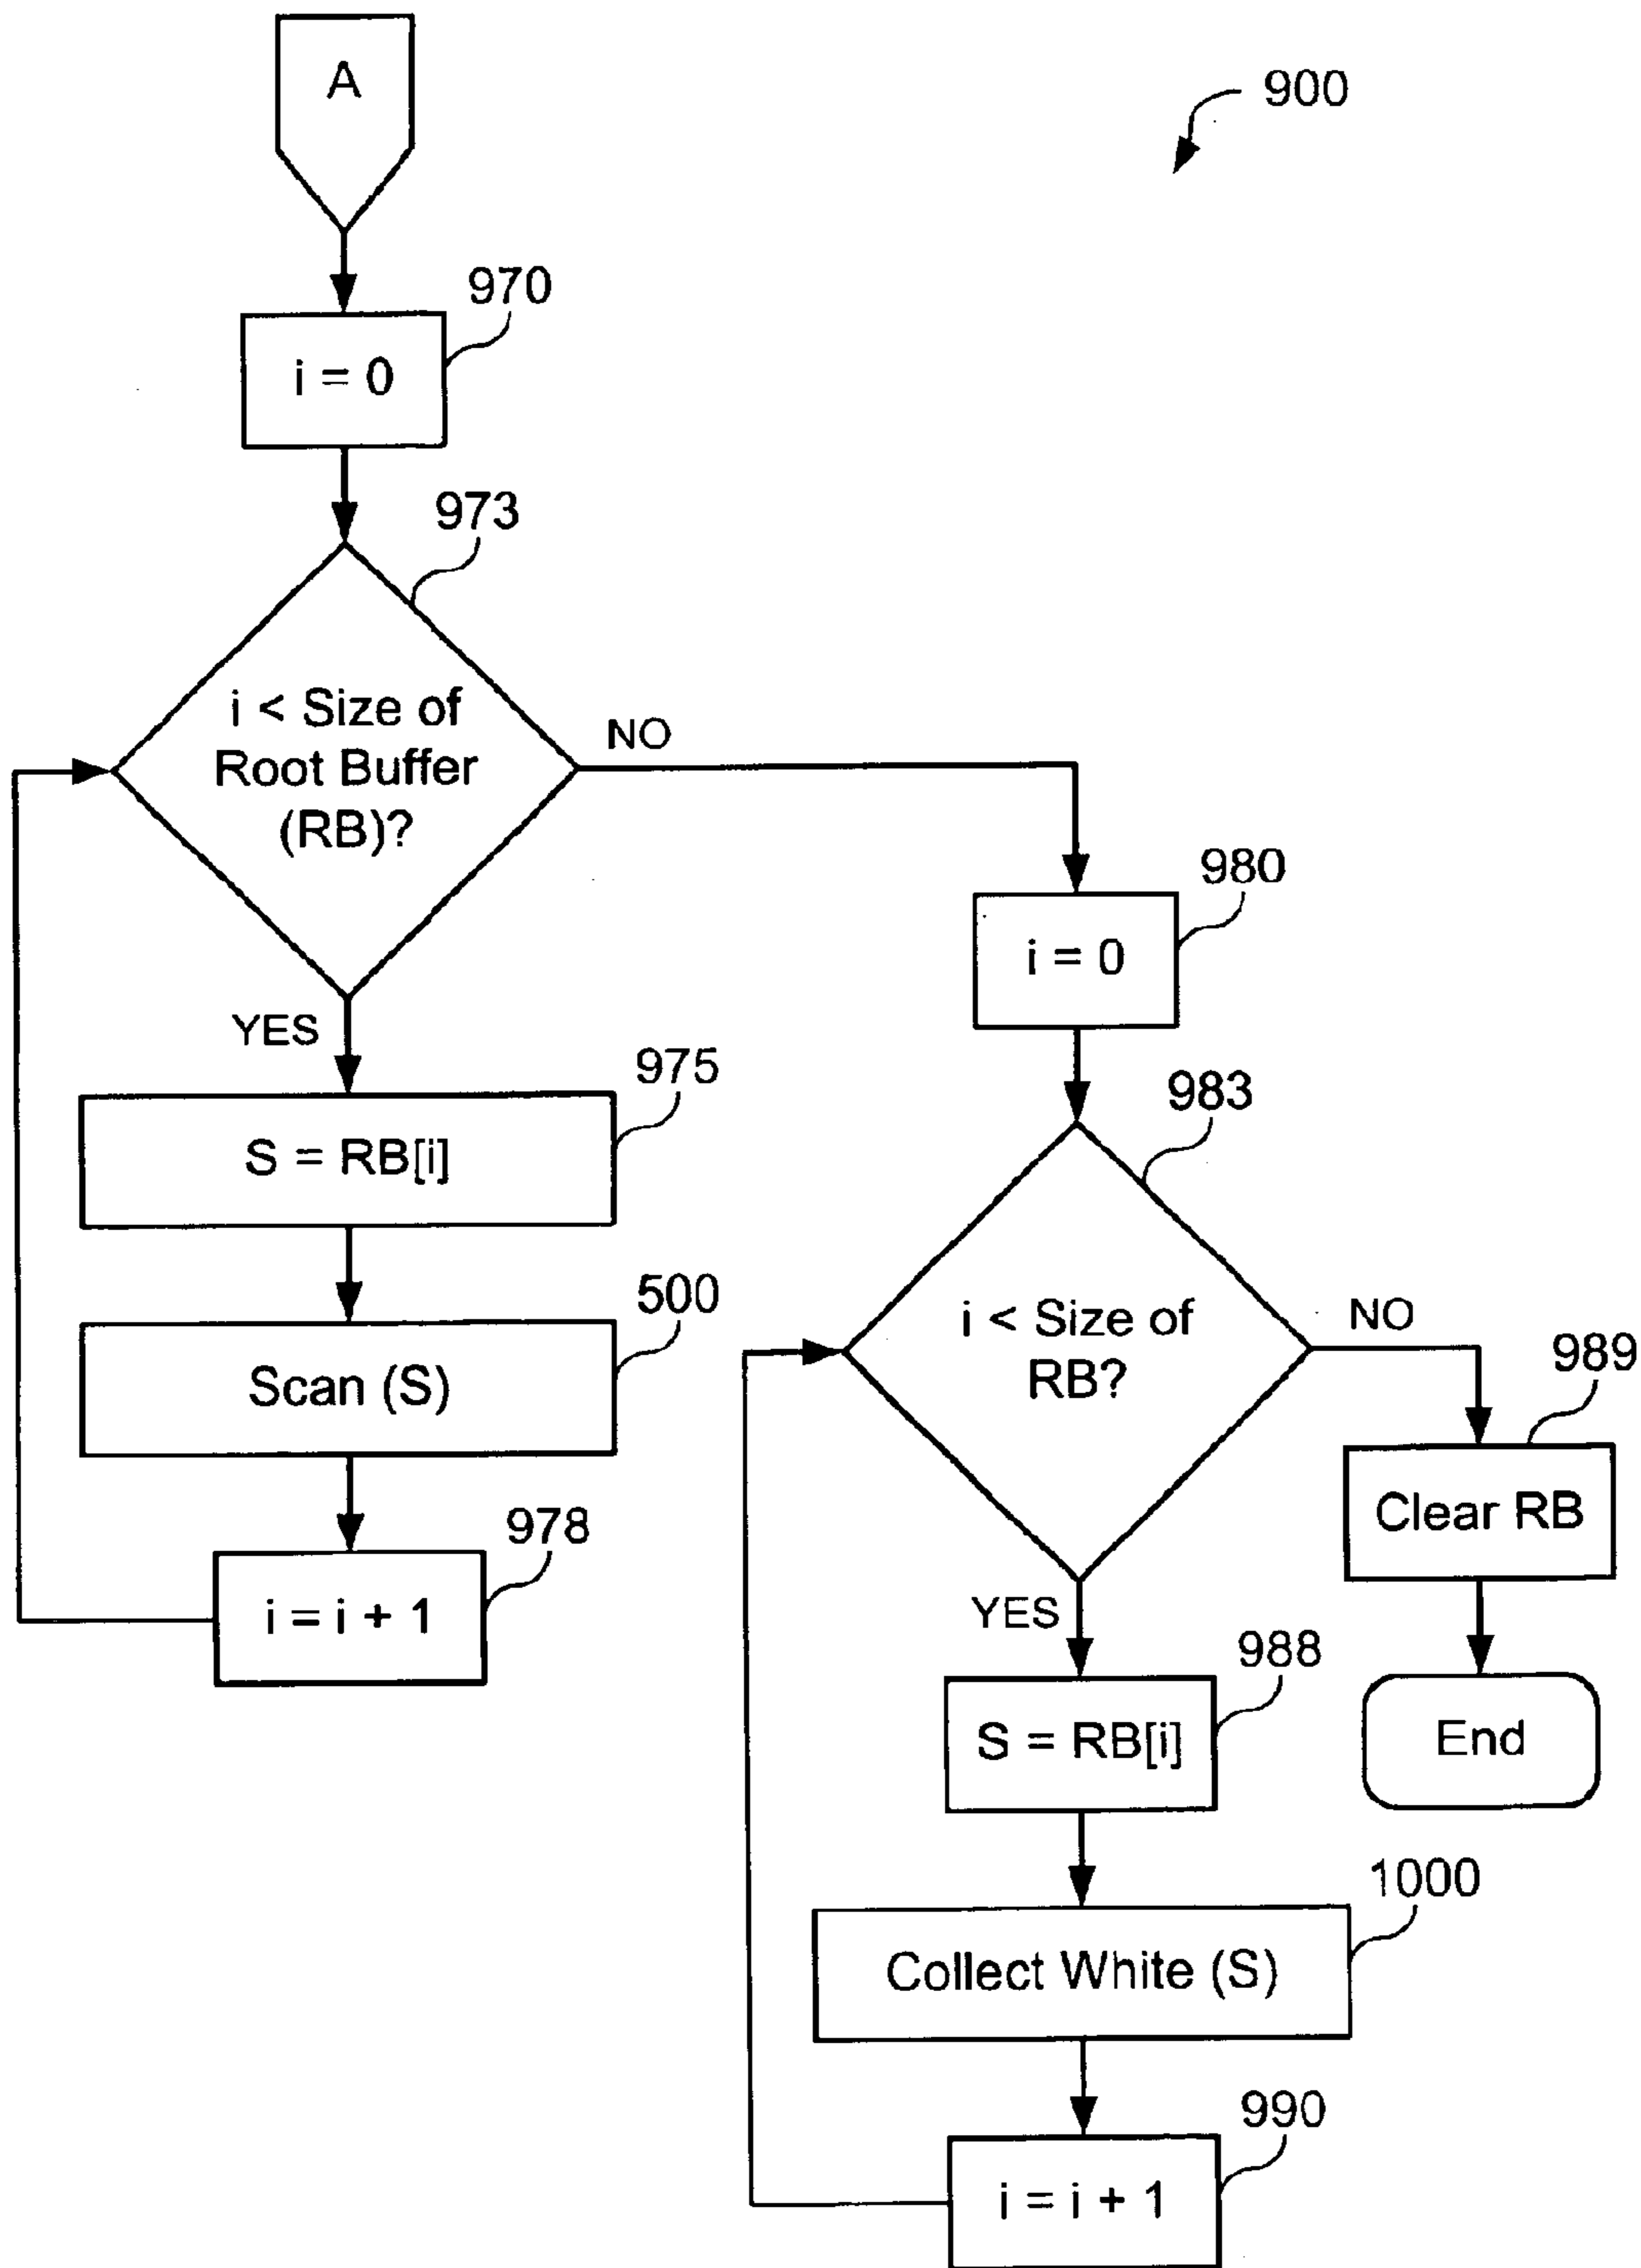 A
900
970
i = 0
973
i < Size of
Root Buffer
(RB)?
NO
YES
975
S = RB[i]
500
Scan (S)
978
i = i + 1
980
i = 0
983
i < Size of
RB?
NO
989
Clear RB
End
YES
988
S = RB[i]
1000
Collect White (S)
990
i = i + 1